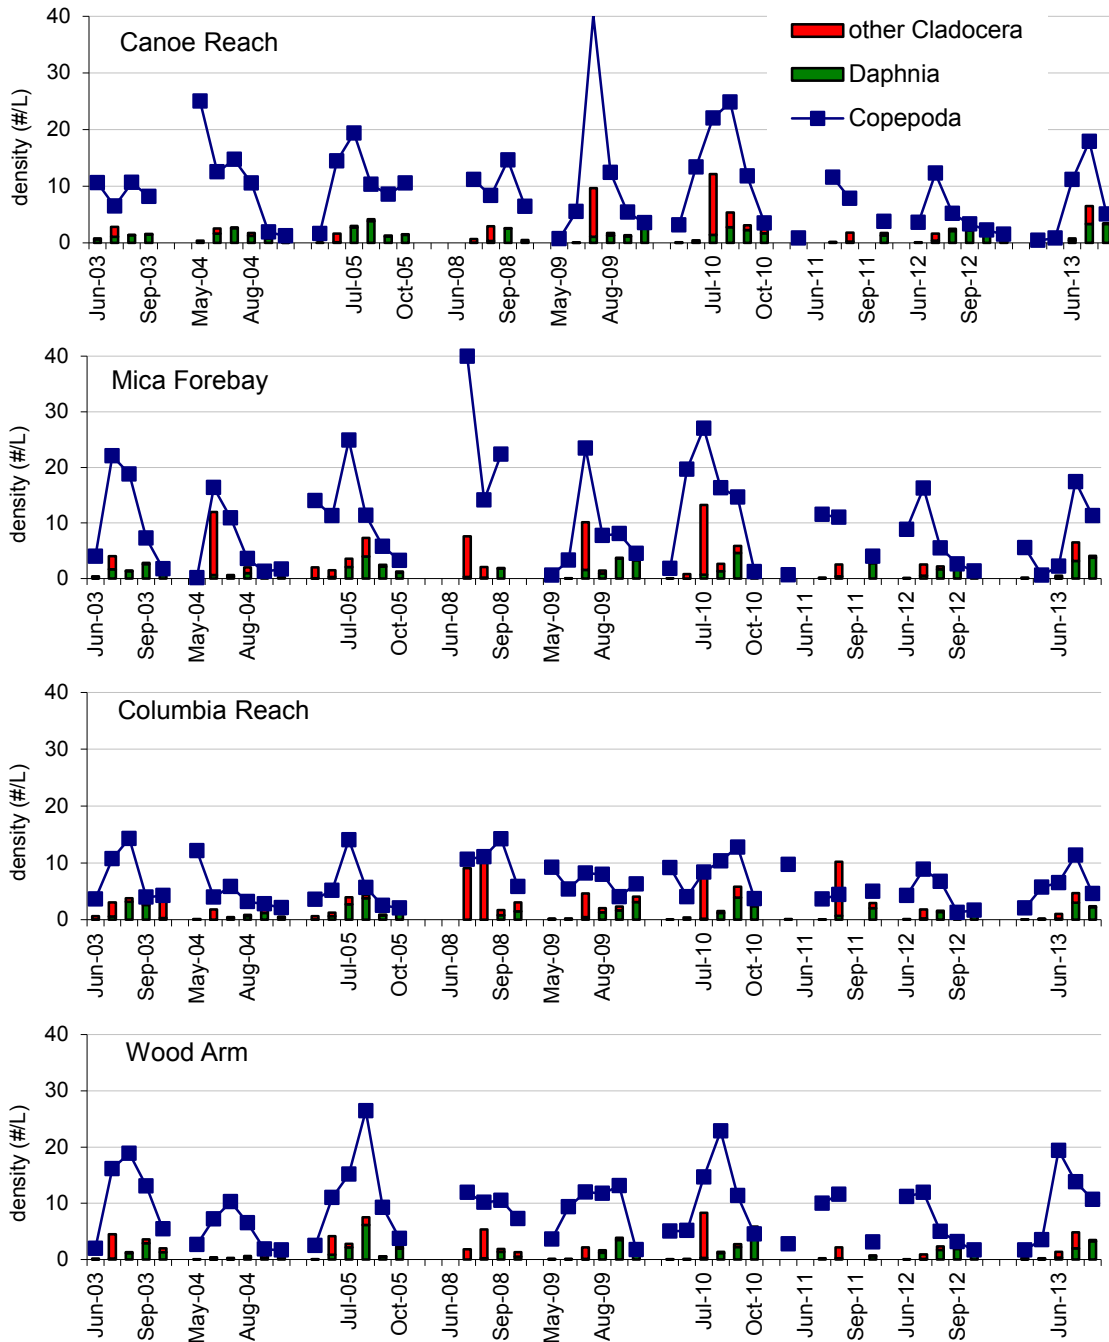 Canoe Reach
other Cladocera
Daphnia
Copepoda
density (#/L)
40
30
20
10
0
Jun-03 Sep-03 May-04 Aug-04 Jul-05 Oct-05 Jun-08 Sep-08 May-09 Aug-09 Jul-10 Oct-10 Jun-11 Sep-11 Jun-12 Sep-12 Jun-13
Mica Forebay
density (#/L)
40
30
20
10
0
Jun-03 Sep-03 May-04 Aug-04 Jul-05 Oct-05 Jun-08 Sep-08 May-09 Aug-09 Jul-10 Oct-10 Jun-11 Sep-11 Jun-12 Sep-12 Jun-13
Columbia Reach
density (#/L)
40
30
20
10
0
Jun-03 Sep-03 May-04 Aug-04 Jul-05 Oct-05 Jun-08 Sep-08 May-09 Aug-09 Jul-10 Oct-10 Jun-11 Sep-11 Jun-12 Sep-12 Jun-13
Wood Arm
density (#/L)
40
30
20
10
0
Jun-03 Sep-03 May-04 Aug-04 Jul-05 Oct-05 Jun-08 Sep-08 May-09 Aug-09 Jul-10 Oct-10 Jun-11 Sep-11 Jun-12 Sep-12 Jun-13